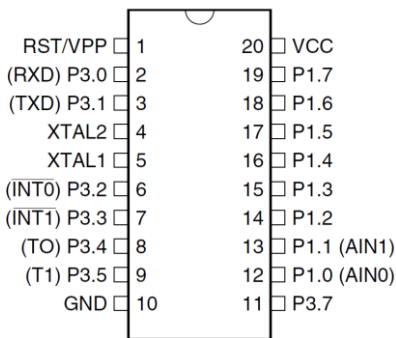 RST/VPP 1 20 VCC
(RXD) P3.0 2 19 P1.7
(TXD) P3.1 3 18 P1.6
XTAL2 4 17 P1.5
XTAL1 5 16 P1.4
(INT0) P3.2 6 15 P1.3
(INT1) P3.3 7 14 P1.2
(TO) P3.4 8 13 P1.1 (AIN1)
(T1) P3.5 9 12 P1.0 (AIN0)
GND 10 11 P3.7